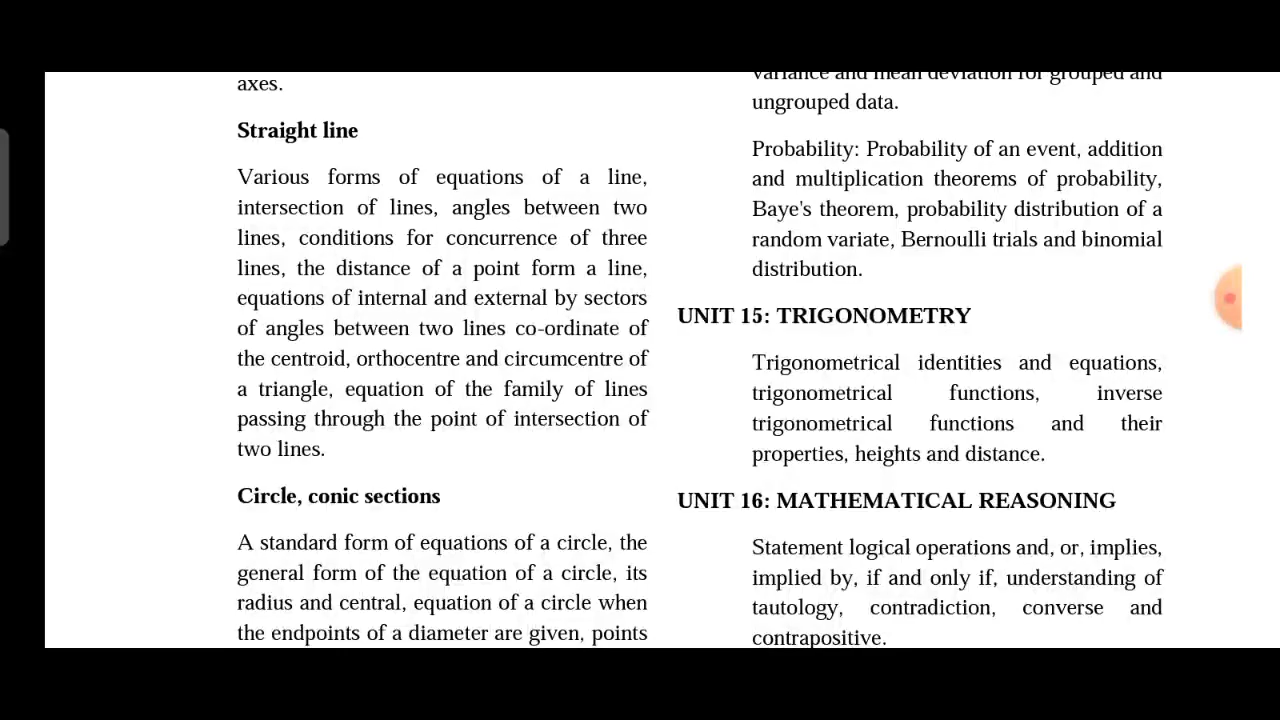 axes.
Straight line
Various forms of equations of a line,
intersection of lines, angles between two
lines, conditions for concurrence of three
lines, the distance of a point form a line,
equations of internal and external by sectors
of angles between two lines co-ordinate of
the centroid, orthocentre and circumcentre of
a triangle, equation of the family of lines
passing through the point of intersection of
two lines.
Circle, conic sections
A standard form of equations of a circle, the
general form of the equation of a circle, its
radius and central, equation of a circle when
the endpoints of a diameter are given, points
variance and mean deviation for grouped and
ungrouped data.
Probability: Probability of an event, addition
and multiplication theorems of probability,
Baye's theorem, probability distribution of a
random variate, Bernoulli trials and binomial
distribution.
UNIT 15: TRIGONOMETRY
Trigonometrical identities and equations,
trigonometrical functions, inverse
trigonometrical functions and their
properties, heights and distance.
UNIT 16: MATHEMATICAL REASONING
Statement logical operations and, or, implies,
implied by, if and only if, understanding of
tautology, contradiction, converse and
contrapositive.